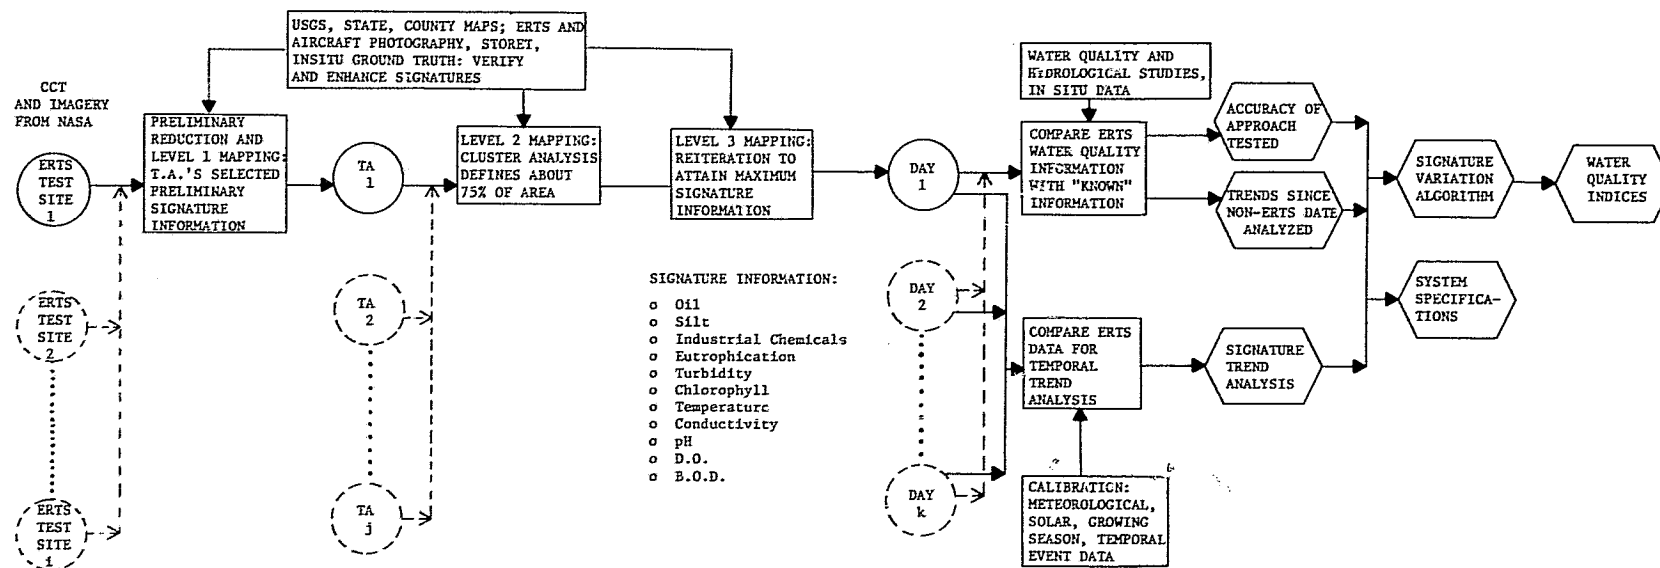 USGS, STATE, COUNTY MAPS; ERTS AND
AIRCRAFT PHOTOGRAPHY, STORET,
INSITU GROUND TRUTH: VERIFY
AND ENHANCE SIGNATURES
CCT
AND IMAGERY
FROM NASA
ERTS
TEST
SITE
1
PRELIMINARY
REDUCTION AND
LEVEL 1 MAPPING:
T.A.'S SELECTED
PRELIMINARY
SIGNATURE
INFORMATION
TA
1
LEVEL 2 MAPPING:
CLUSTER ANALYSIS
DEFINES ABOUT
75% OF AREA
LEVEL 3 MAPPING:
REITERATION TO
ATTAIN MAXIMUM
SIGNATURE
INFORMATION
DAY
1
WATER QUALITY AND
HIDROLOGICAL STUDIES,
IN SITU DATA
COMPARE ERTS
WATER QUALITY
INFORMATION
WITH "KNOWN"
INFORMATION
ACCURACY OF
APPROACH
TESTED
TRENDS SINCE
NON-ERTS DATE
ANALYZED
SIGNATURE
VARIATION
ALGORITHM
WATER
QUALITY
INDICES
ERTS
TEST
SITE
2
TA
2
SIGNATURE INFORMATION:
o Oil
o Silt
o Industrial Chemicals
o Eutrophication
o Turbidity
o Chlorophyll
o Temperature
o Conductivity
o pH
o D.O.
o B.O.D.
DAY
2
COMPARE ERTS
DATA FOR
TEMPORAL
TREND
ANALYSIS
SIGNATURE
TREND
ANALYSIS
SYSTEM
SPECIFICA-
TIONS
ERTS
TEST
SITE
i
TA
j
DAY
k
CALIBRATION:
METEOROLOGICAL,
SOLAR, GROWING
SEASON, TEMPORAL
EVENT DATA